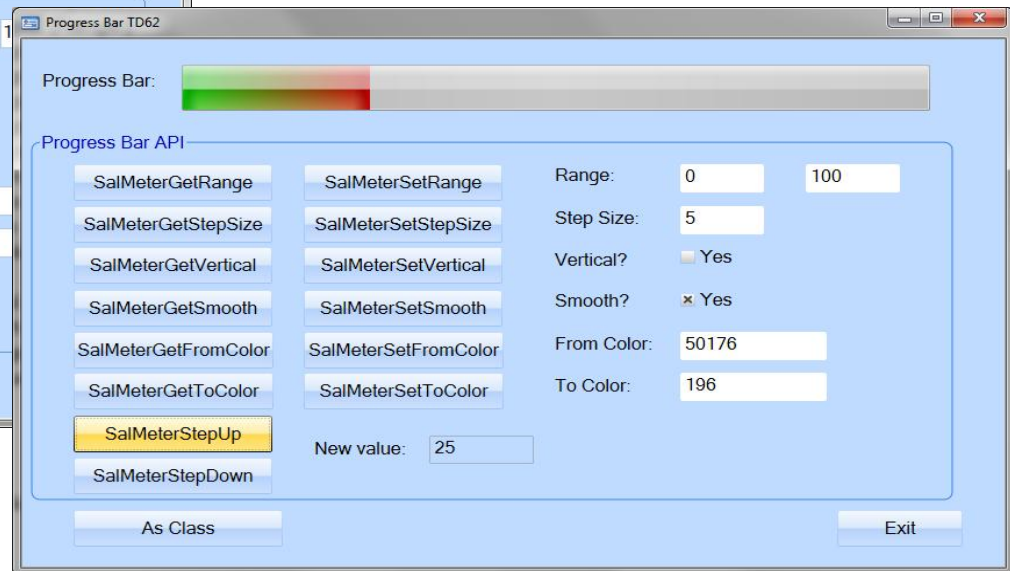 Progress Bar TD62
1
Progress Bar:
Progress Bar API
SalMeterGetRange SalMeterSetRange Range: 0 100
SalMeterGetStepSize SalMeterSetStepSize Step Size: 5
SalMeterGetVertical SalMeterSetVertical Vertical? Yes
SalMeterGetSmooth SalMeterSetSmooth Smooth? Yes
SalMeterGetFromColor SalMeterSetFromColor From Color: 50176
SalMeterGetToColor SalMeterSetToColor To Color: 196
SalMeterStepUp New value: 25
SalMeterStepDown
As Class Exit